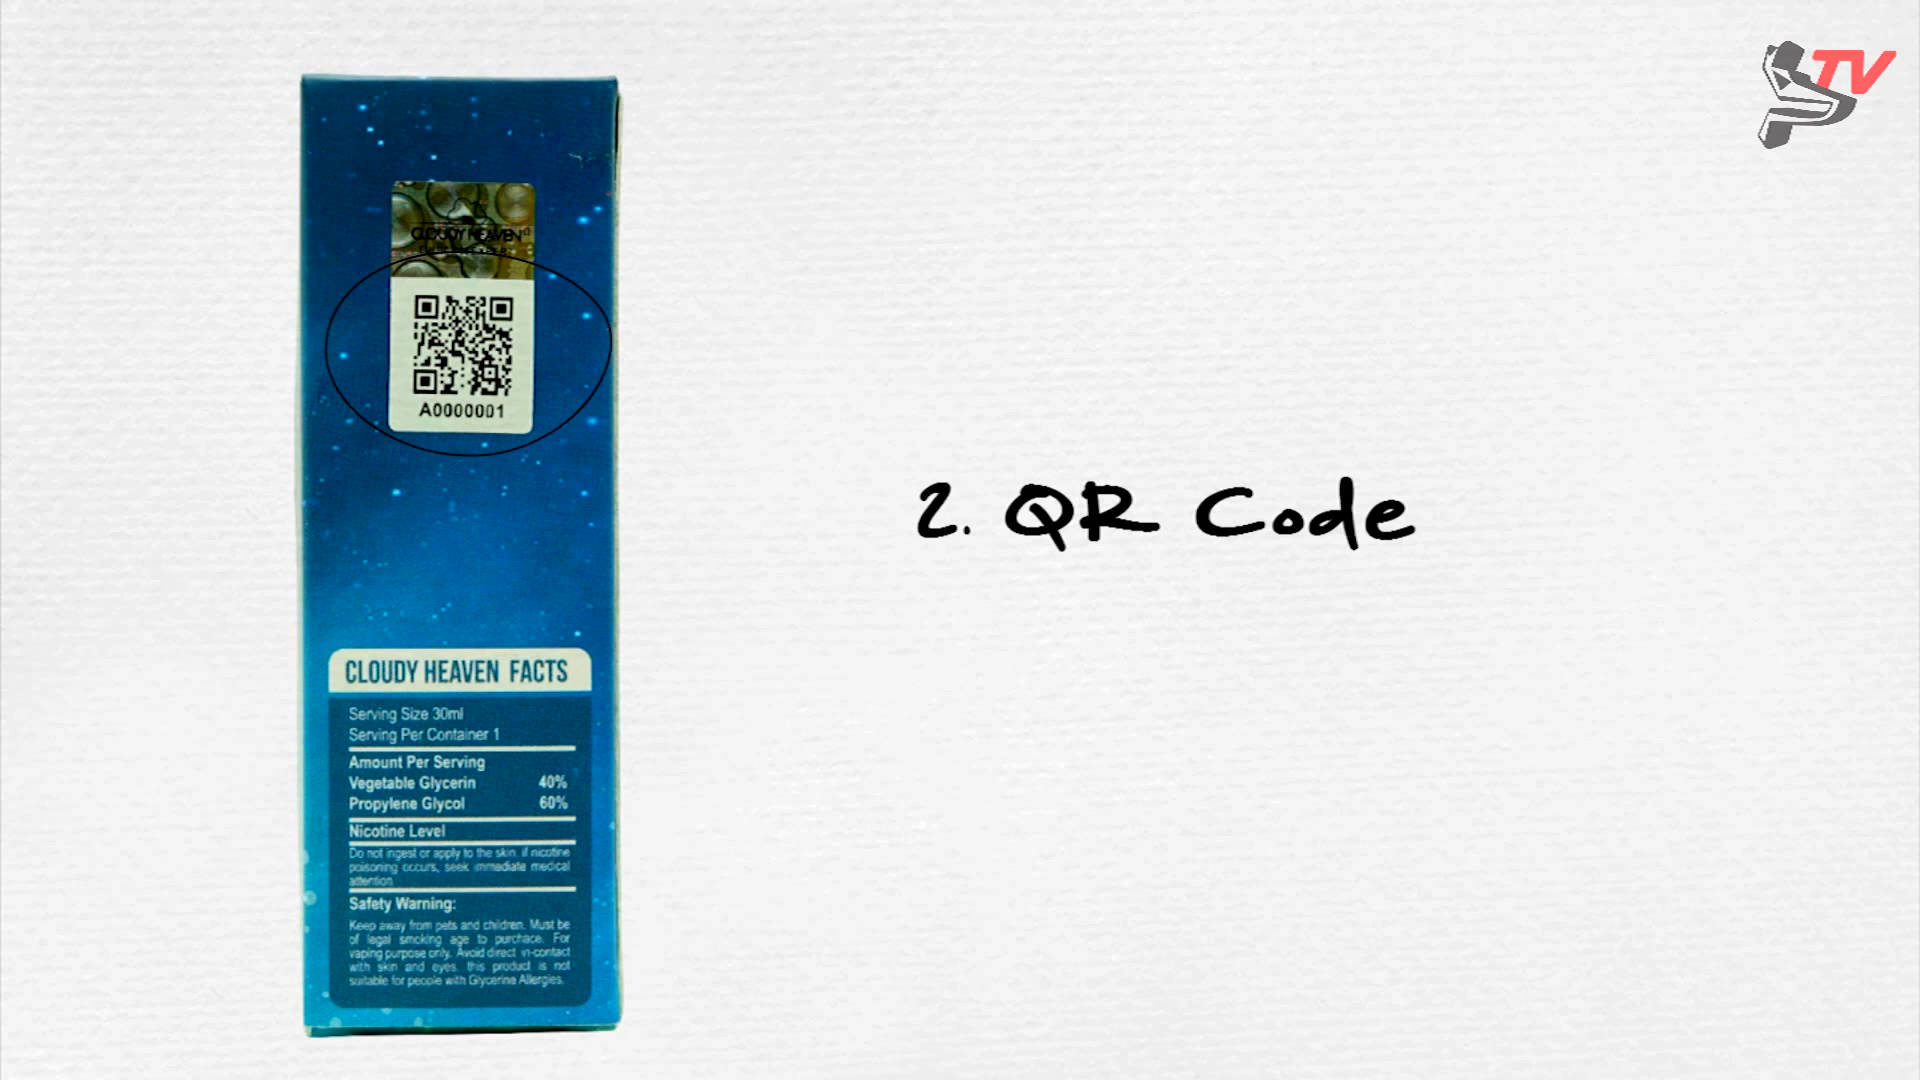 TV
CLOUDY HEAVEN
A0000001
2. QR Code
CLOUDY HEAVEN FACTS
Serving Size 30ml
Serving Per Container 1
Amount Per Serving
Vegetable Glycerin 40%
Propylene Glycol 60%
Nicotine Level
Do not ingest or apply to the skin. if nicotine
poisoning occurs, seek immediate medical
attention
Safety Warning:
Keep away from pets and children. Must be
of legal smoking age to purchace. For
vaping purpose only. Avoid direct in-contact
with skin and eyes. this product is not
suitable for people with Glycerine Allergies.